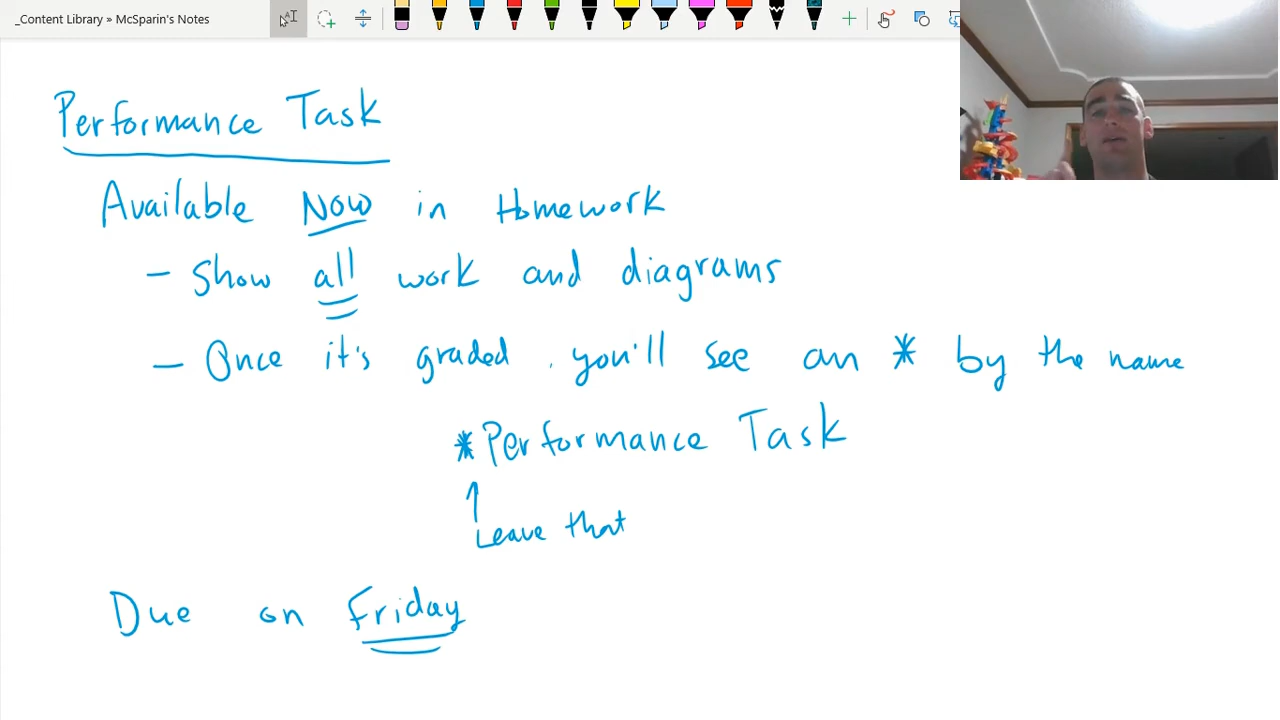 _Content Library » McSparin's Notes
Performance Task
Available Now in Homework
- Show all work and diagrams
- Once it's graded, you'll see an * by the name
*Performance Task
Leave that
Due on Friday